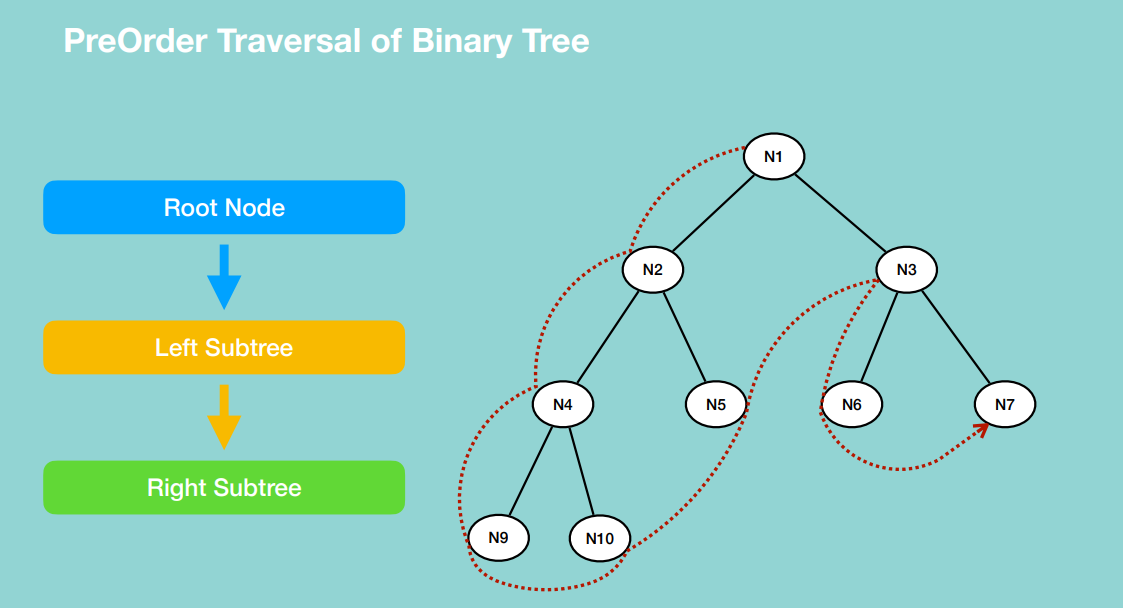 PreOrder Traversal of Binary Tree
Root Node
Left Subtree
Right Subtree
N1
N2
N3
N4
N5
N6
N7
N9
N10